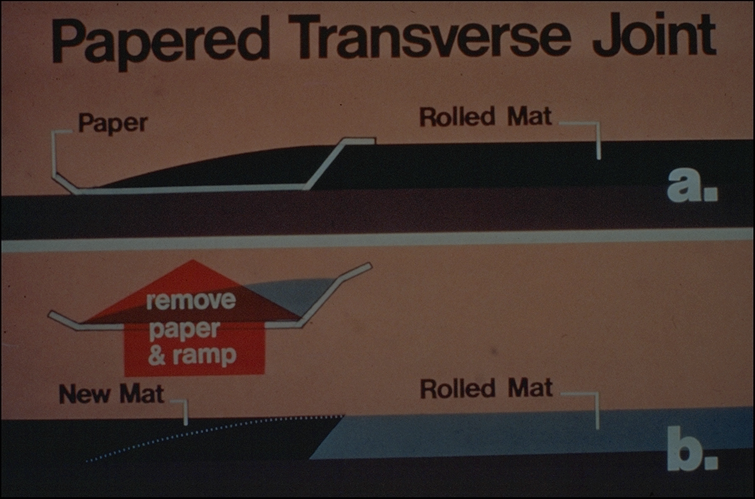 Papered Transverse Joint
Paper
Rolled Mat
a.
remove
paper
& ramp
New Mat
Rolled Mat
b.